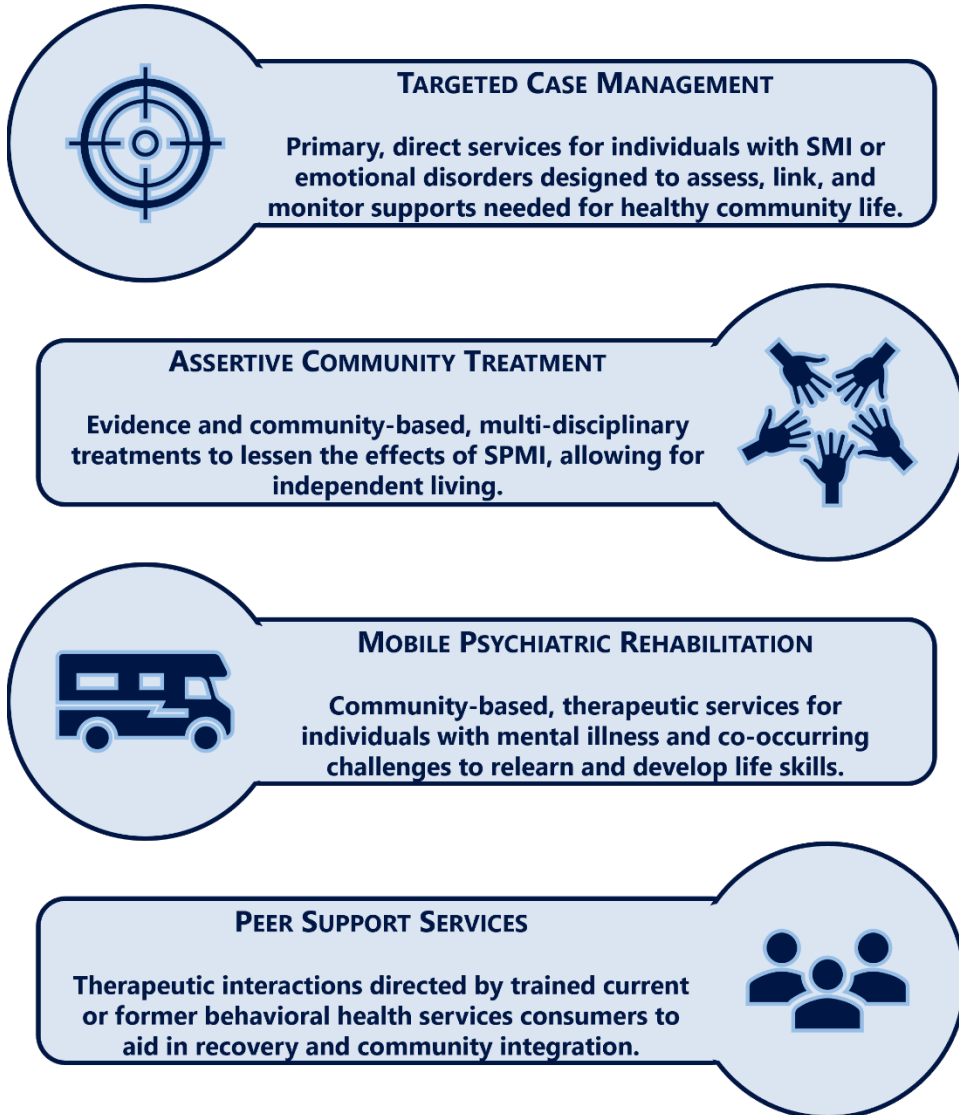 TARGETED CASE MANAGEMENT
Primary, direct services for individuals with SMI or
emotional disorders designed to assess, link, and
monitor supports needed for healthy community life.
ASSERTIVE COMMUNITY TREATMENT
Evidence and community-based, multi-disciplinary
treatments to lessen the effects of SPMI, allowing for
independent living.
MOBILE PSYCHIATRIC REHABILITATION
Community-based, therapeutic services for
individuals with mental illness and co-occurring
challenges to relearn and develop life skills.
PEER SUPPORT SERVICES
Therapeutic interactions directed by trained current
or former behavioral health services consumers to
aid in recovery and community integration.